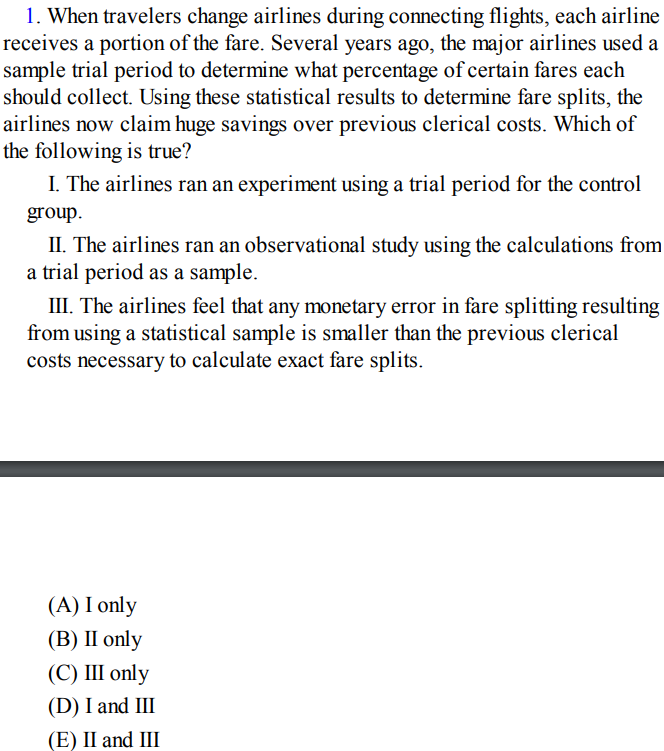 1. When travelers change airlines during connecting flights, each airline
receives a portion of the fare. Several years ago, the major airlines used a
sample trial period to determine what percentage of certain fares each
should collect. Using these statistical results to determine fare splits, the
airlines now claim huge savings over previous clerical costs. Which of
the following is true?
I. The airlines ran an experiment using a trial period for the control
group.
II. The airlines ran an observational study using the calculations from
a trial period as a sample.
III. The airlines feel that any monetary error in fare splitting resulting
from using a statistical sample is smaller than the previous clerical
costs necessary to calculate exact fare splits.
(A) I only
(B) II only
(C) III only
(D) I and III
(E) II and III